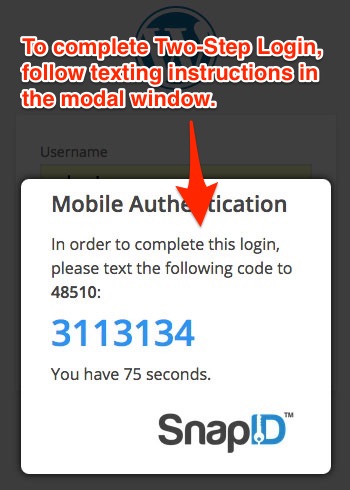 To complete Two-Step Login,
follow texting instructions in
the modal window.
Username
Mobile Authentication
In order to complete this login,
please text the following code to
48510:
3113134
You have 75 seconds.
SnapID™